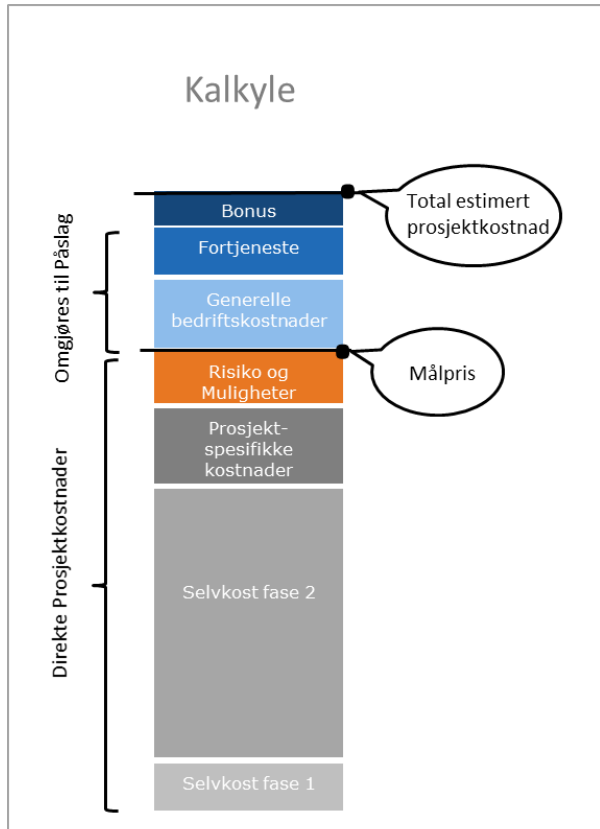 Kalkyle
Total estimert
prosjektkostnad
Bonus
Fortjeneste
Generelle
bedriftskostnader
Omgjøres til Påslag
Målpris
Risiko og
Muligheter
Prosjekt-
spesifikke
kostnader
Direkte Prosjektkostnader
Selvkost fase 2
Selvkost fase 1